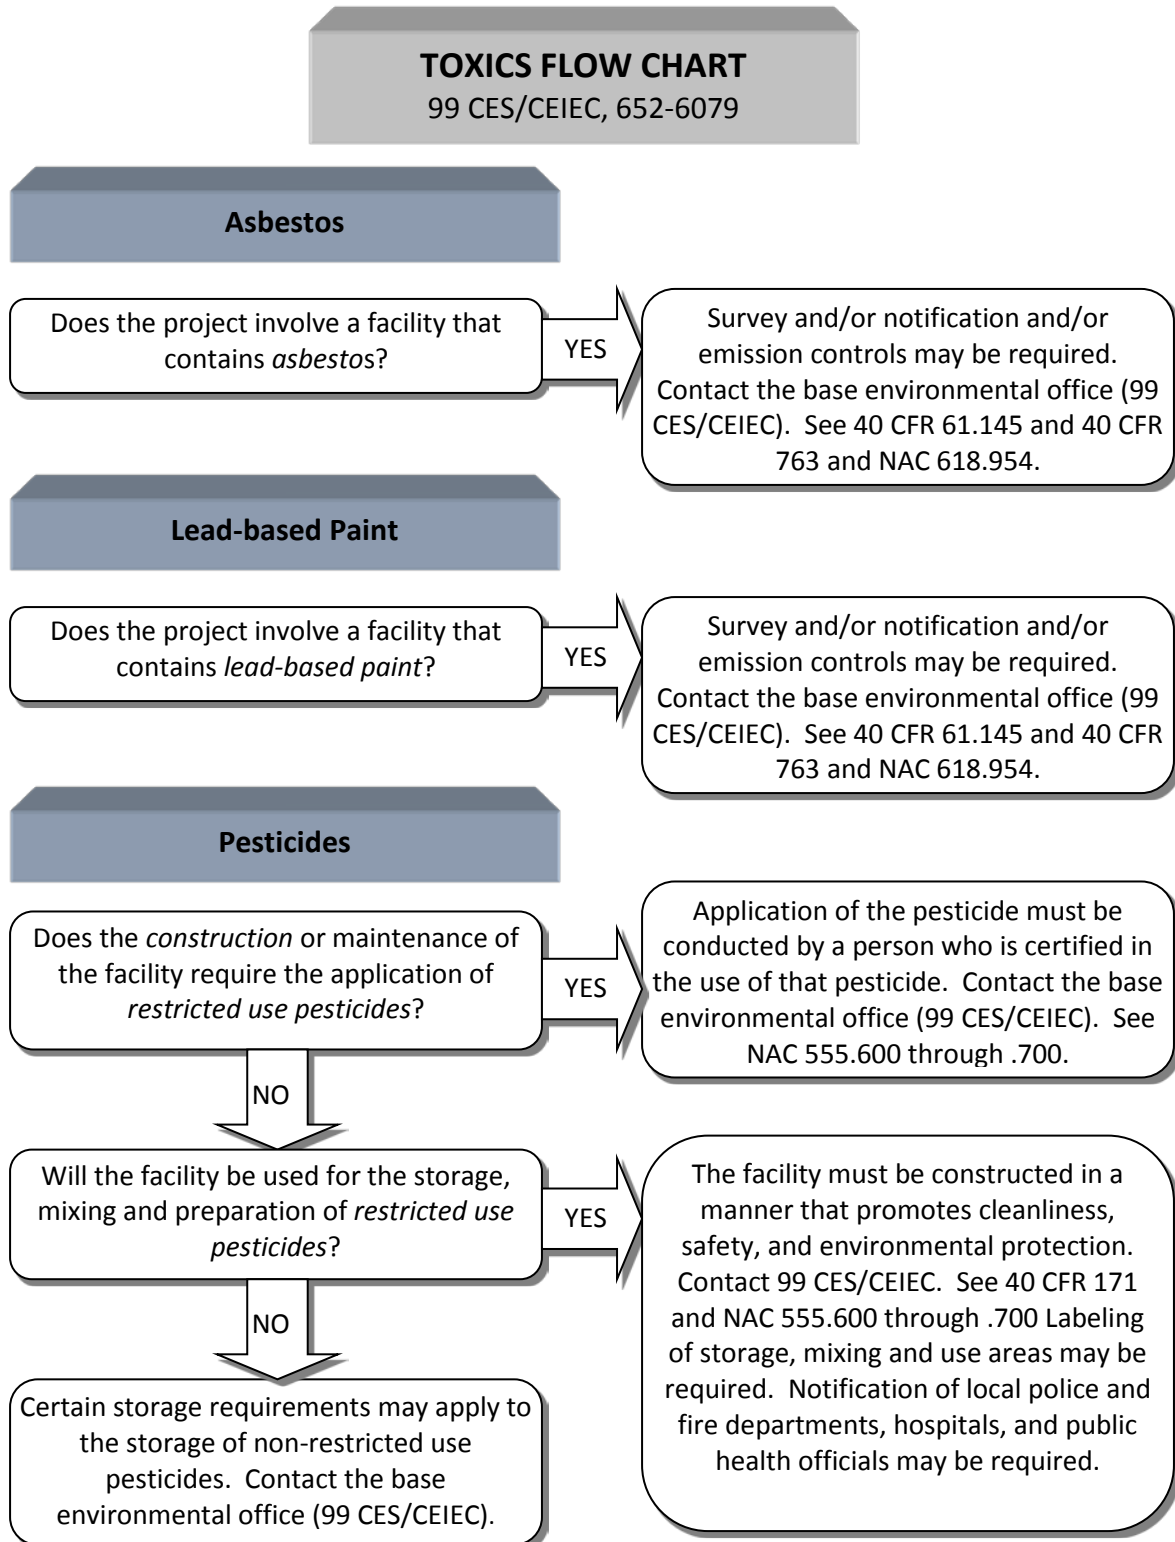 TOXICS FLOW CHART
99 CES/CEIEC, 652-6079
Asbestos
Does the project involve a facility that
contains asbestos?
YES
Survey and/or notification and/or
emission controls may be required.
Contact the base environmental office (99
CES/CEIEC).  See 40 CFR 61.145 and 40 CFR
763 and NAC 618.954.
Lead-based Paint
Does the project involve a facility that
contains lead-based paint?
YES
Survey and/or notification and/or
emission controls may be required.
Contact the base environmental office (99
CES/CEIEC).  See 40 CFR 61.145 and 40 CFR
763 and NAC 618.954.
Pesticides
Does the construction or maintenance of
the facility require the application of
restricted use pesticides?
YES
Application of the pesticide must be
conducted by a person who is certified in
the use of that pesticide.  Contact the base
environmental office (99 CES/CEIEC).  See
NAC 555.600 through .700.
NO
Will the facility be used for the storage,
mixing and preparation of restricted use
pesticides?
YES
The facility must be constructed in a
manner that promotes cleanliness,
safety, and environmental protection.
Contact 99 CES/CEIEC.  See 40 CFR 171
and NAC 555.600 through .700 Labeling
of storage, mixing and use areas may be
required.  Notification of local police and
fire departments, hospitals, and public
health officials may be required.
NO
Certain storage requirements may apply to
the storage of non-restricted use
pesticides.  Contact the base
environmental office (99 CES/CEIEC).